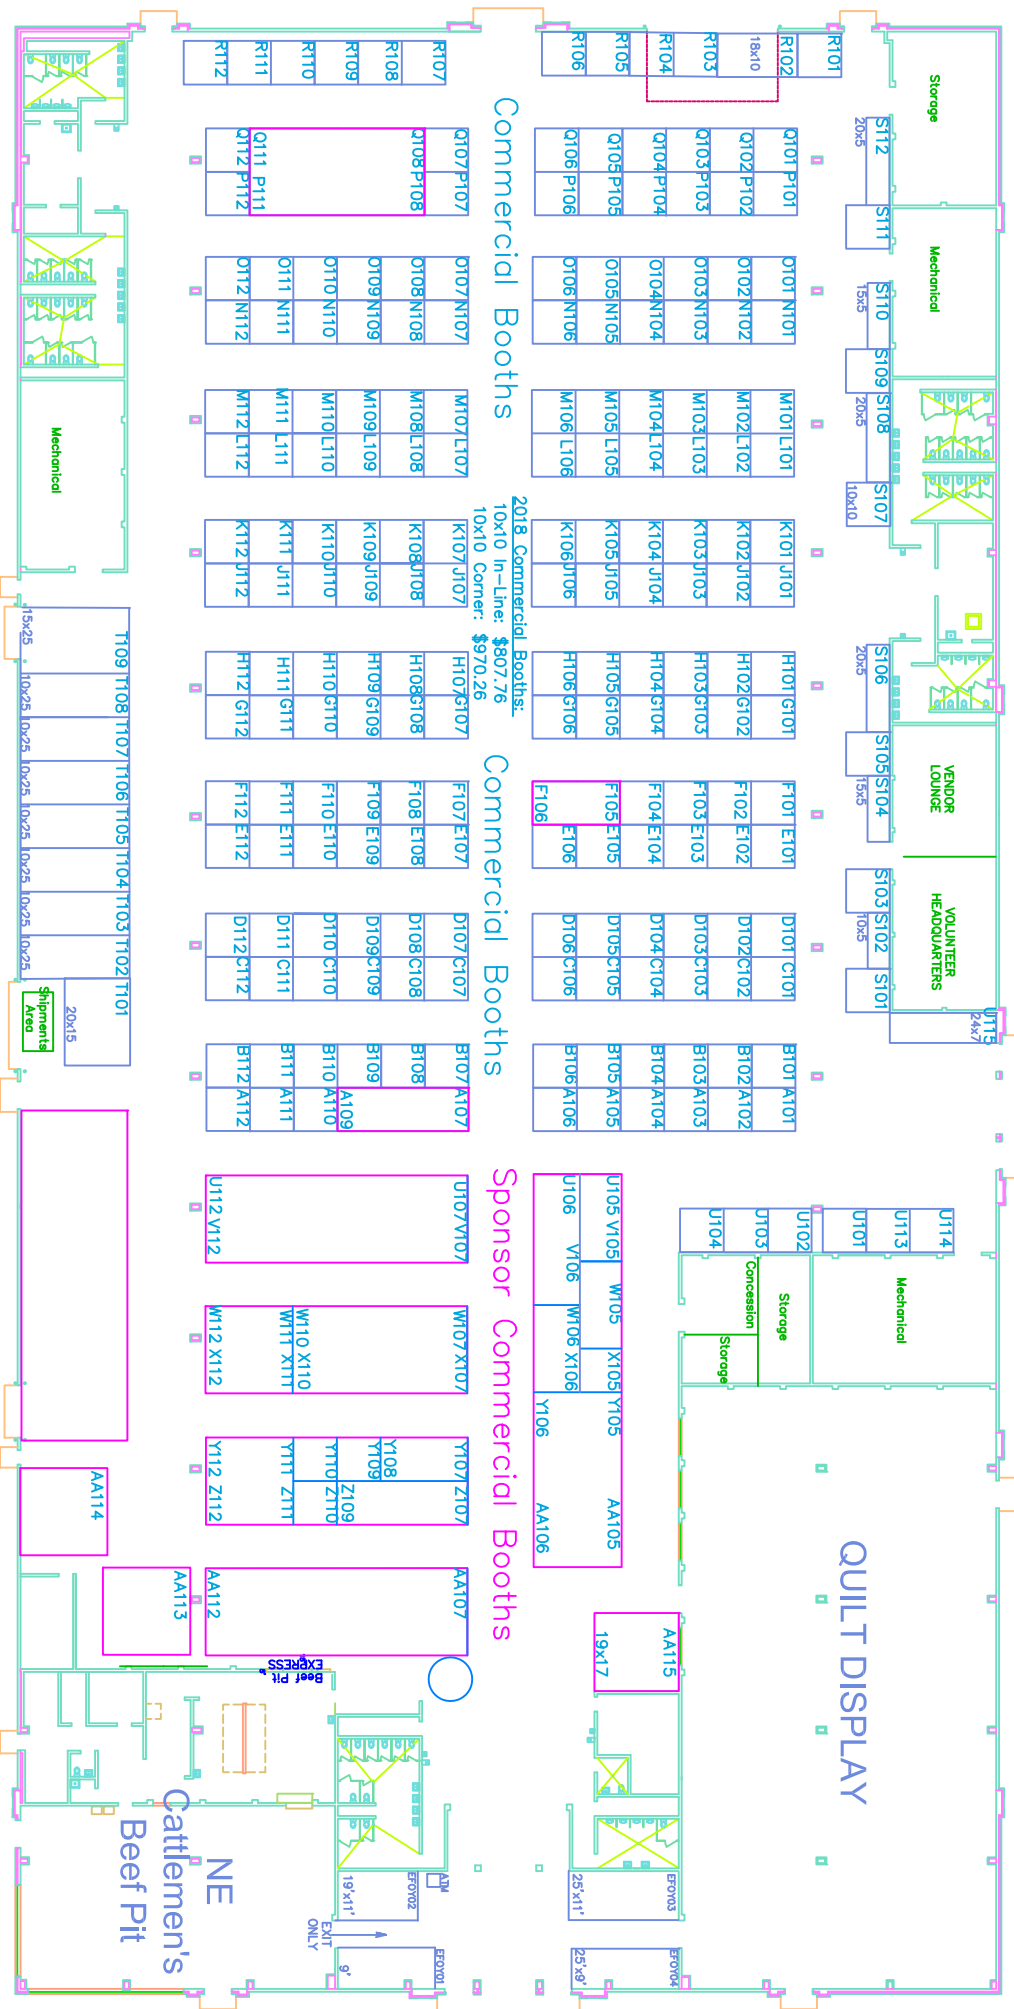 R112
R111
R110
R109
R108
R107
R106
R105
R104
R103
18x10
R102
R101
Storage
Commercial Booths
Q112
Q111
Q108
Q107
Q106
Q105
Q104
Q103
Q102
Q101
P112
P111
P108
P107
P106
P105
P104
P103
P102
P101
S112
20x5
S111
Mechanical
O112
O111
O110
O109
O108
O107
O106
O105
O104
O103
O102
O101
N112
N111
N110
N109
N108
N107
N106
N105
N104
N103
N102
N101
S110
15x5
S109
S108
20x5
M112
M111
M110
M109
M108
M107
M106
M105
M104
M103
M102
M101
L112
L111
L110
L109
L108
L107
L106
L105
L104
L103
L102
L101
Mechanical
S107
10x10
2018 Commercial Booths:
10x10 In-Line: $807.76
10x10 Corner: $970.26
K112
K111
K110
K109
K108
K107
K106
K105
K104
K103
K102
K101
J112
J111
J110
J109
J108
J107
J106
J105
J104
J103
J102
J101
H112
H111
H110
H109
H108
H107
H106
H105
H104
H103
H102
H101
G112
G111
G110
G109
G108
G107
G106
G105
G104
G103
G102
G101
S106
20x5
S105
S104
15x5
VENDOR
LOUNGE
15x25
T109
10x25
T108
10x25
T107
10x25
T106
10x25
T105
10x25
T104
10x25
T103
10x25
T102
T101
20x15
Shipments
Area
Commercial Booths
F112
F111
F110
F109
F108
F107
F106
F105
F104
F103
F102
F101
E112
E111
E110
E109
E108
E107
E106
E105
E104
E103
E102
E101
S103
S102
10x5
S101
VOLUNTEER
HEADQUARTERS
D112
D111
D110
D109
D108
D107
D106
D105
D104
D103
D102
D101
C112
C111
C110
C109
C108
C107
C106
C105
C104
C103
C102
C101
U115
24x7
B112
B111
B110
B109
B108
B107
B106
B105
B104
B103
B102
B101
A112
A111
A110
A109
A107
A106
A105
A104
A103
A102
A101
Sponsor Commercial Booths
U112
V112
U107
V107
U106
V106
U105
V105
U104
U103
U102
U101
U113
U114
W112
X112
W111
X111
W110
X110
W107
X107
W106
X106
W105
X105
Concession
Storage
Storage
Mechanical
Y112
Z112
Y111
Z111
Y110
Z110
Y109
Z109
Y108
Y107
Z107
Y106
Y105
AA106
AA105
AA114
AA113
AA112
AA107
AA115
19x17
QUILT DISPLAY
Beef Pit
EXPRESS
NE
Cattlemen's
Beef Pit
19'x11'
EFOY02
ATM
25'x11'
EFOY03
EXIT
ONLY
9'
EFOY01
25'x9'
EFOY04